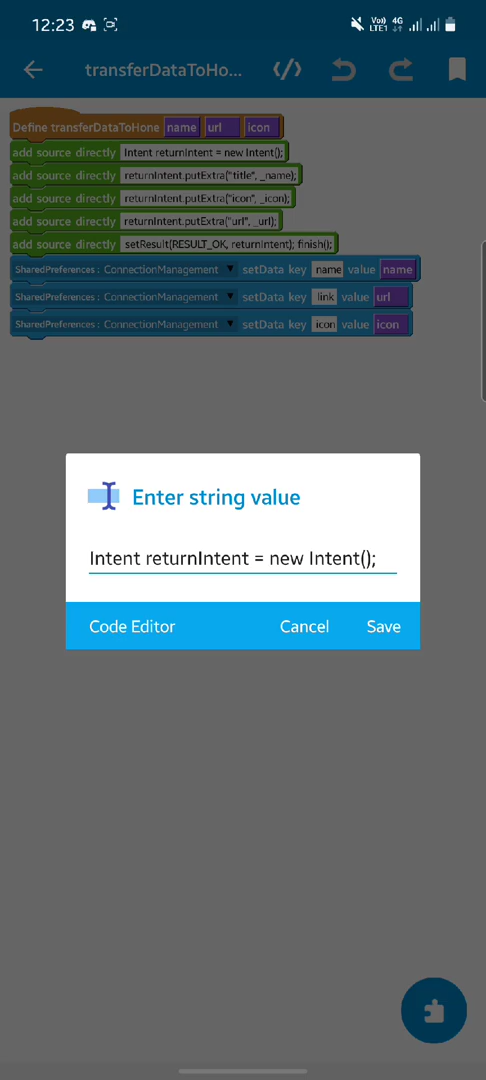 12:23 Vo)) 4G LTE1
transferDataToHo... </>
Define transferDataToHone name url icon
add source directly Intent returnIntent = new Intent();
add source directly returnIntent.putExtra("title", _name);
add source directly returnIntent.putExtra("icon", _icon);
add source directly returnIntent.putExtra("url", _url);
add source directly setResult(RESULT_OK, returnIntent); finish();
SharedPreferences : ConnectionManagement setData key name value name
SharedPreferences : ConnectionManagement setData key link value url
SharedPreferences : ConnectionManagement setData key icon value icon
Enter string value
Intent returnIntent = new Intent();
Code Editor Cancel Save